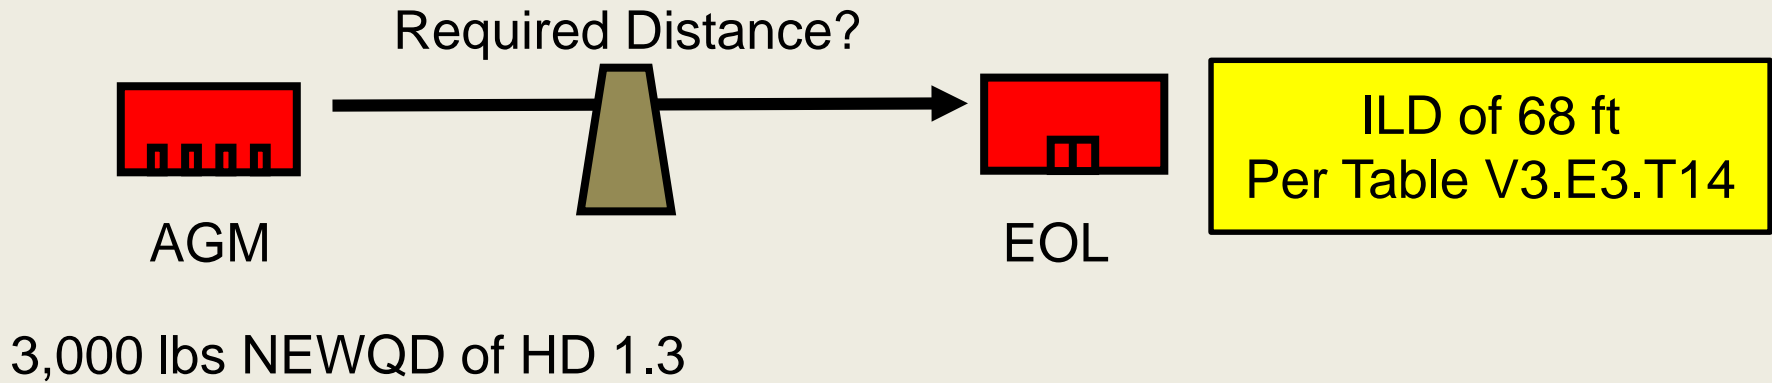 Required Distance?
ILD of 68 ft
Per Table V3.E3.T14
AGM
EOL
3,000 lbs NEWQD of HD 1.3